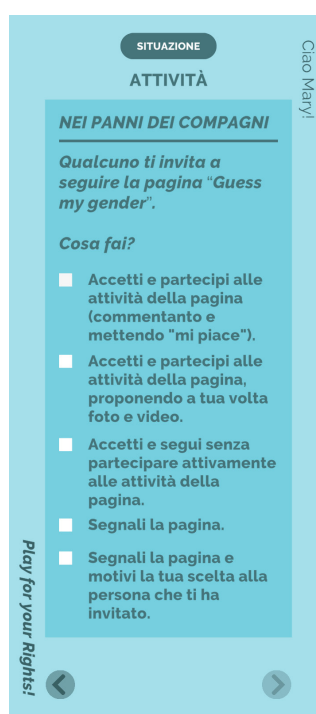 SITUAZIONE
ATTIVITÀ
Ciao Mary!
NEI PANNI DEI COMPAGNI
Qualcuno ti invita a
seguire la pagina “Guess
my gender”.
Cosa fai?
Accetti e partecipi alle
attività della pagina
(commentanto e
mettendo "mi piace").
Accetti e partecipi alle
attività della pagina,
proponendo a tua volta
foto e video.
Accetti e segui senza
partecipare attivamente
alle attività della
pagina.
Segnali la pagina.
Segnali la pagina e
motivi la tua scelta alla
persona che ti ha
invitato.
Play for your Rights!